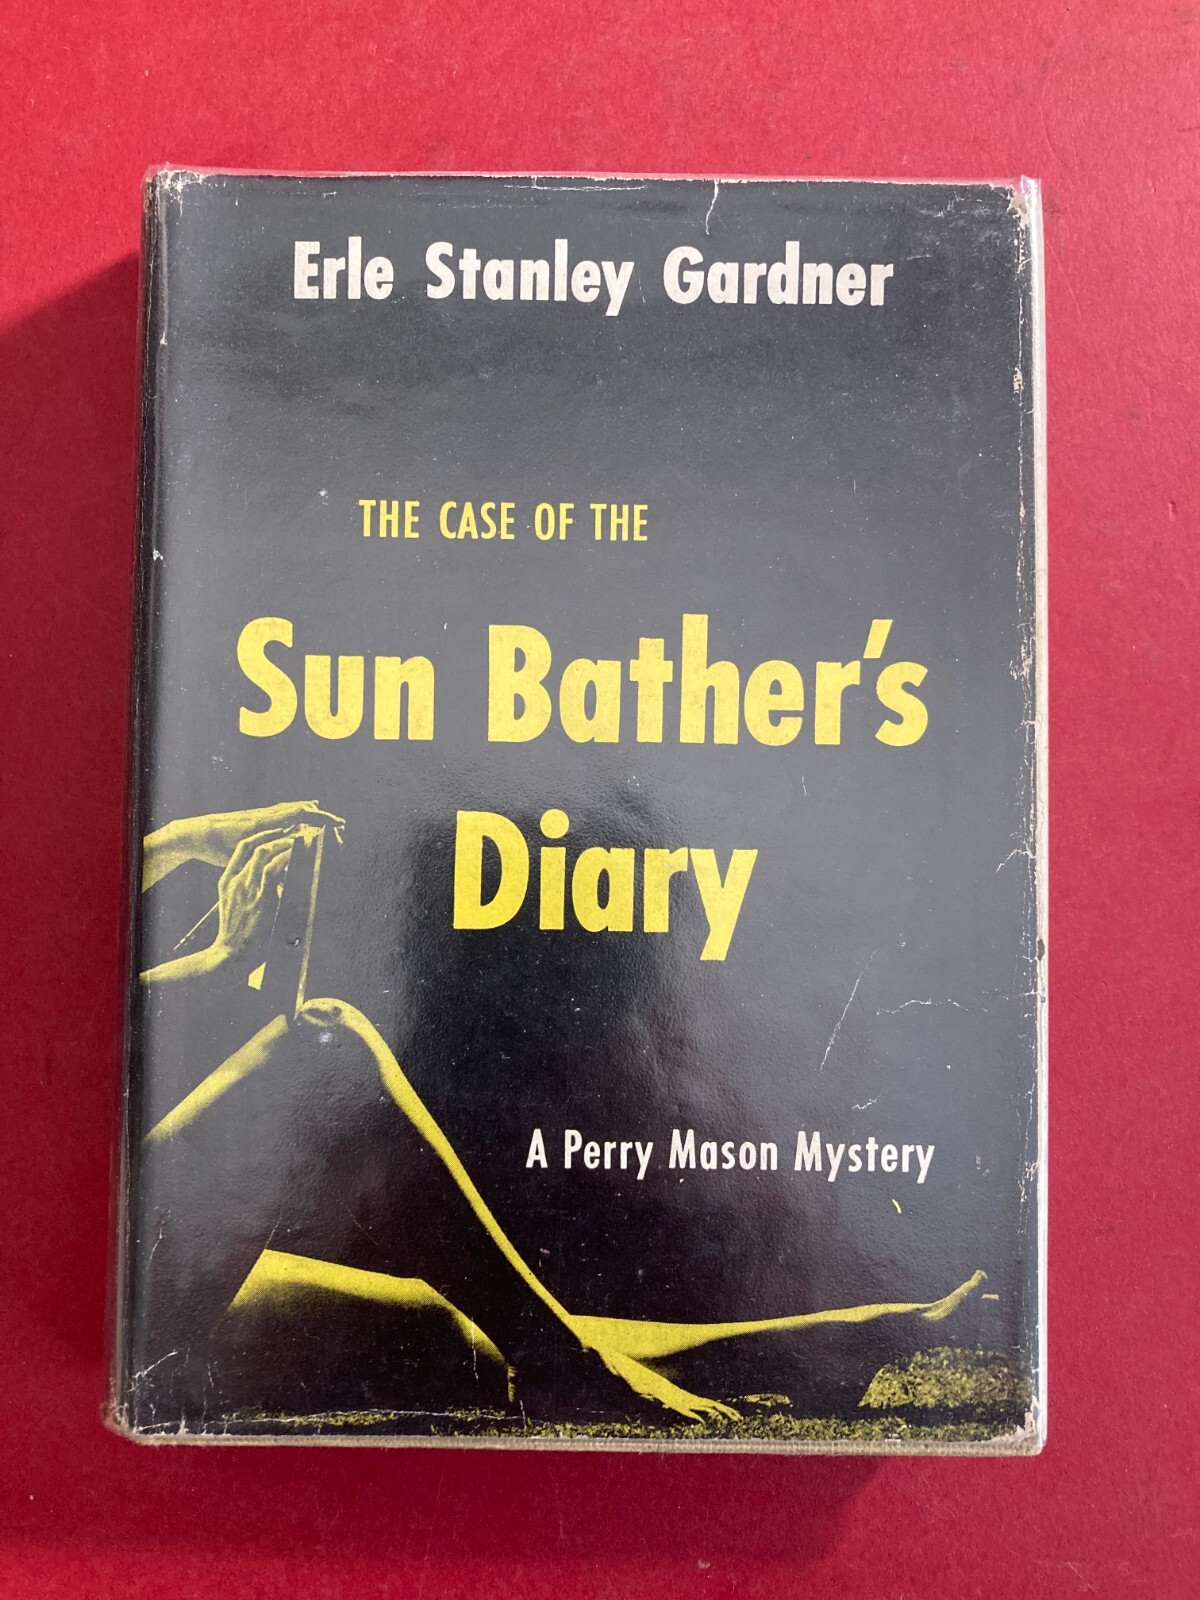 Erle Stanley Gardner
THE CASE OF THE
Sun Bather's
Diary
A Perry Mason Mystery